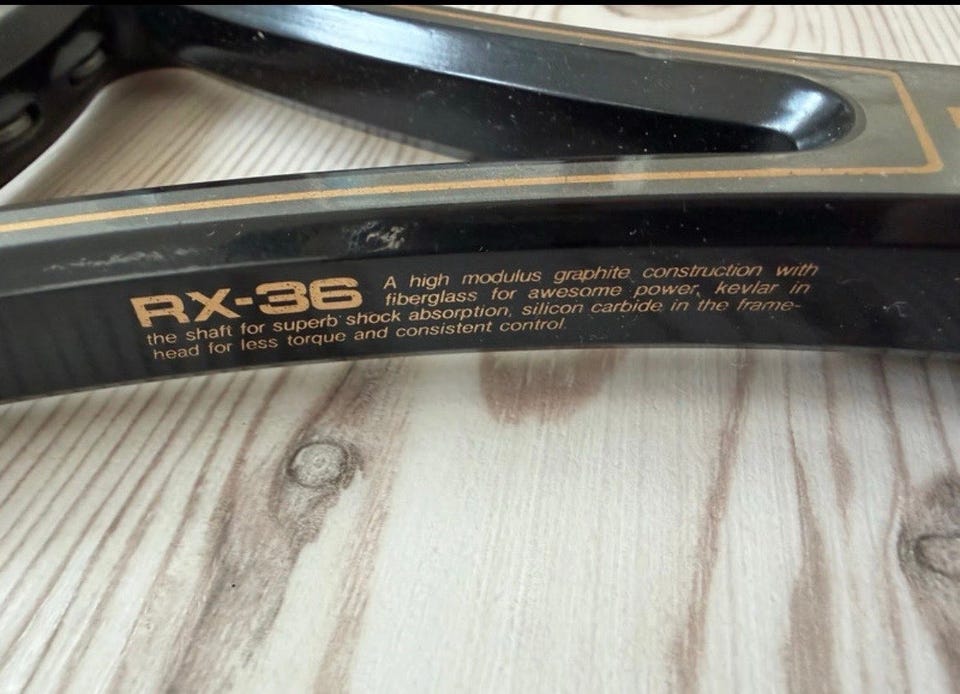 RX-36 A high modulus graphite construction with
fiberglass for awesome power, kevlar in
the shaft for superb shock absorption, silicon carbide in the frame-
head for less torque and consistent control.